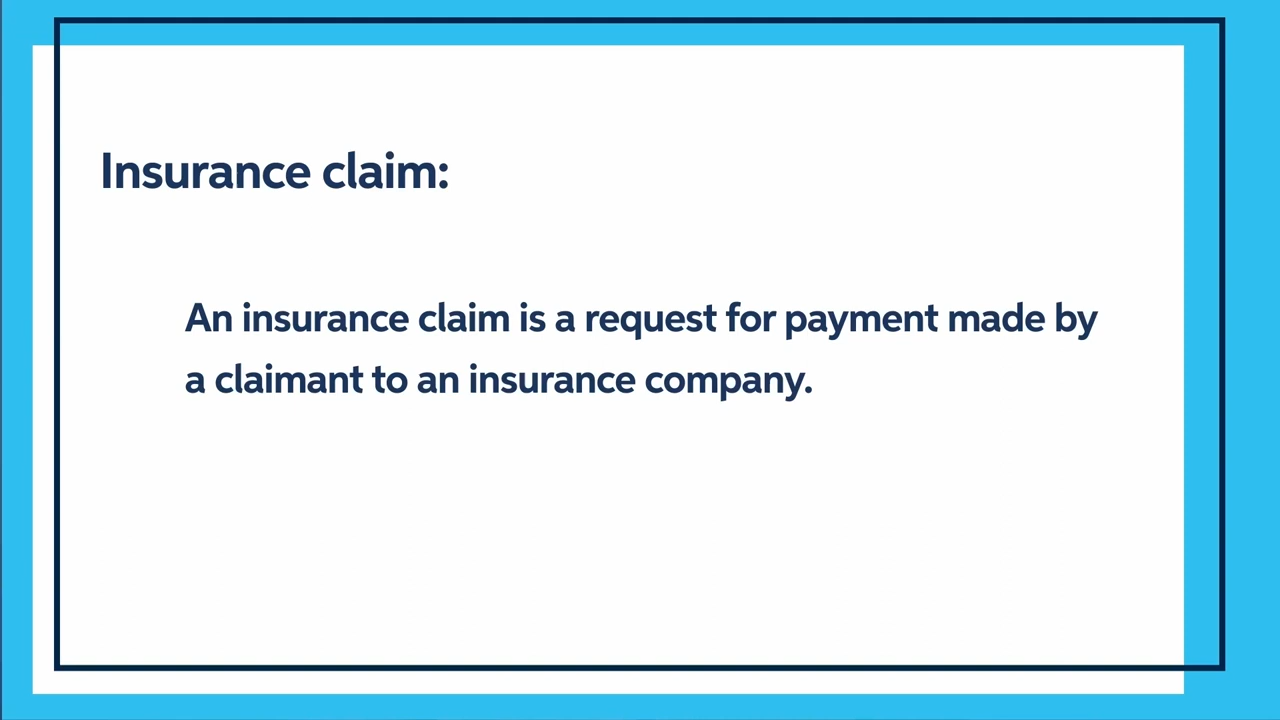 Insurance claim:
An insurance claim is a request for payment made by
a claimant to an insurance company.